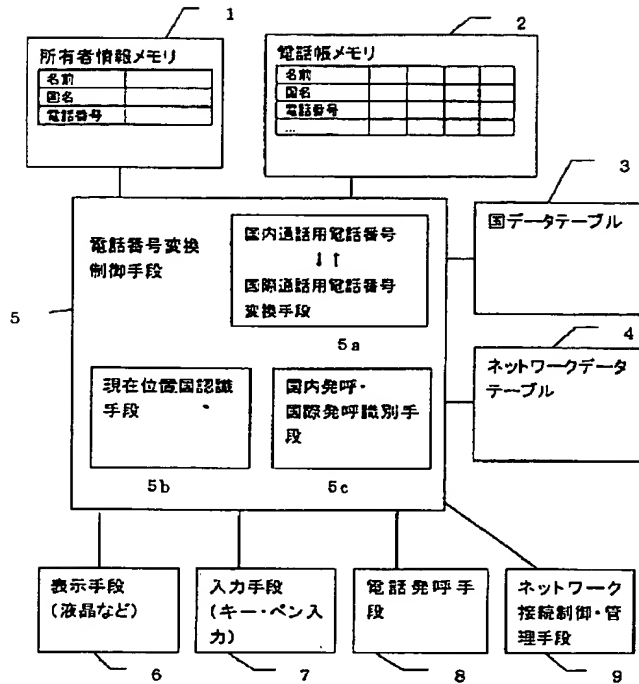 1
所有者情報メモリ
名前
国名
電話番号
2
電話帳メモリ
名前
国名
電話番号
...
3
国データテーブル
4
ネットワークデータ
テーブル
5
電話番号変換
制御手段
国内通話用電話番号
↓↑
国際通話用電話番号
変換手段
5a
現在位置国認識
手段
5b
国内発呼・
国際発呼識別手
段
5c
表示手段
(液晶など)
6
入力手段
(キー・ペン入
力)
7
電話発呼手
段
8
ネットワーク
接続制御・管
理手段
9